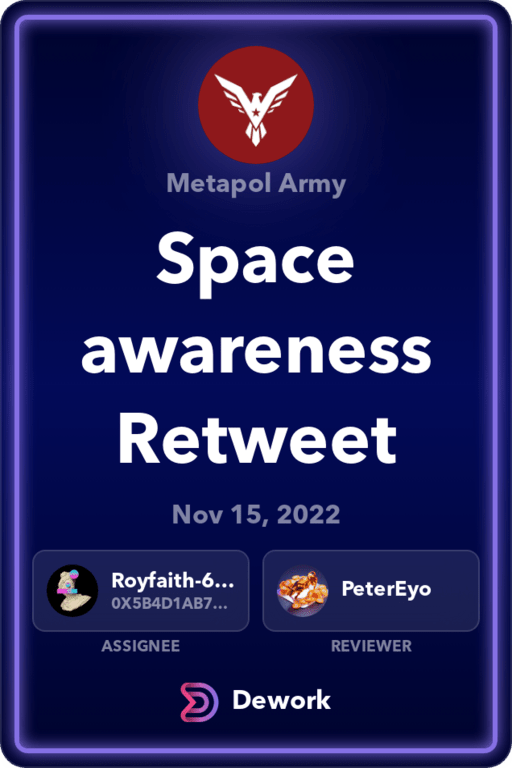 Metapol Army
Space
awareness
Retweet
Nov 15, 2022
Royfaith-6...
0X5B4D1AB7...
PeterEyo
ASSIGNEE
REVIEWER
Dework